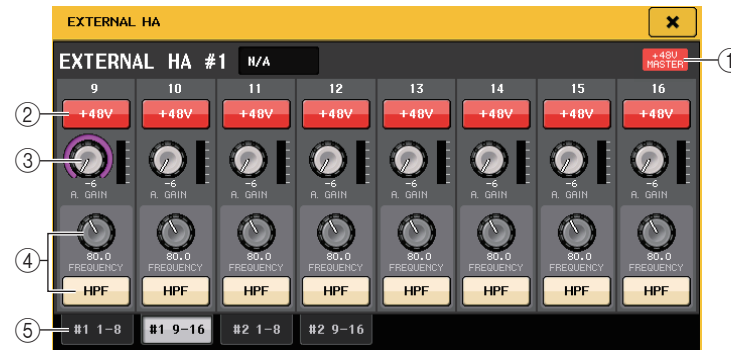 EXTERNAL HA
EXTERNAL HA #1 N/A +48V MASTER ①
9 10 11 12 13 14 15 16
② +48V +48V +48V +48V +48V +48V +48V +48V
③
-6 -6 -6 -6 -6 -6 -6 -6
A. GAIN A. GAIN A. GAIN A. GAIN A. GAIN A. GAIN A. GAIN A. GAIN
④
80.0 80.0 80.0 80.0 80.0 80.0 80.0 80.0
FREQUENCY FREQUENCY FREQUENCY FREQUENCY FREQUENCY FREQUENCY FREQUENCY FREQUENCY
HPF HPF HPF HPF HPF HPF HPF HPF
⑤ #1 1-8 #1 9-16 #2 1-8 #2 9-16